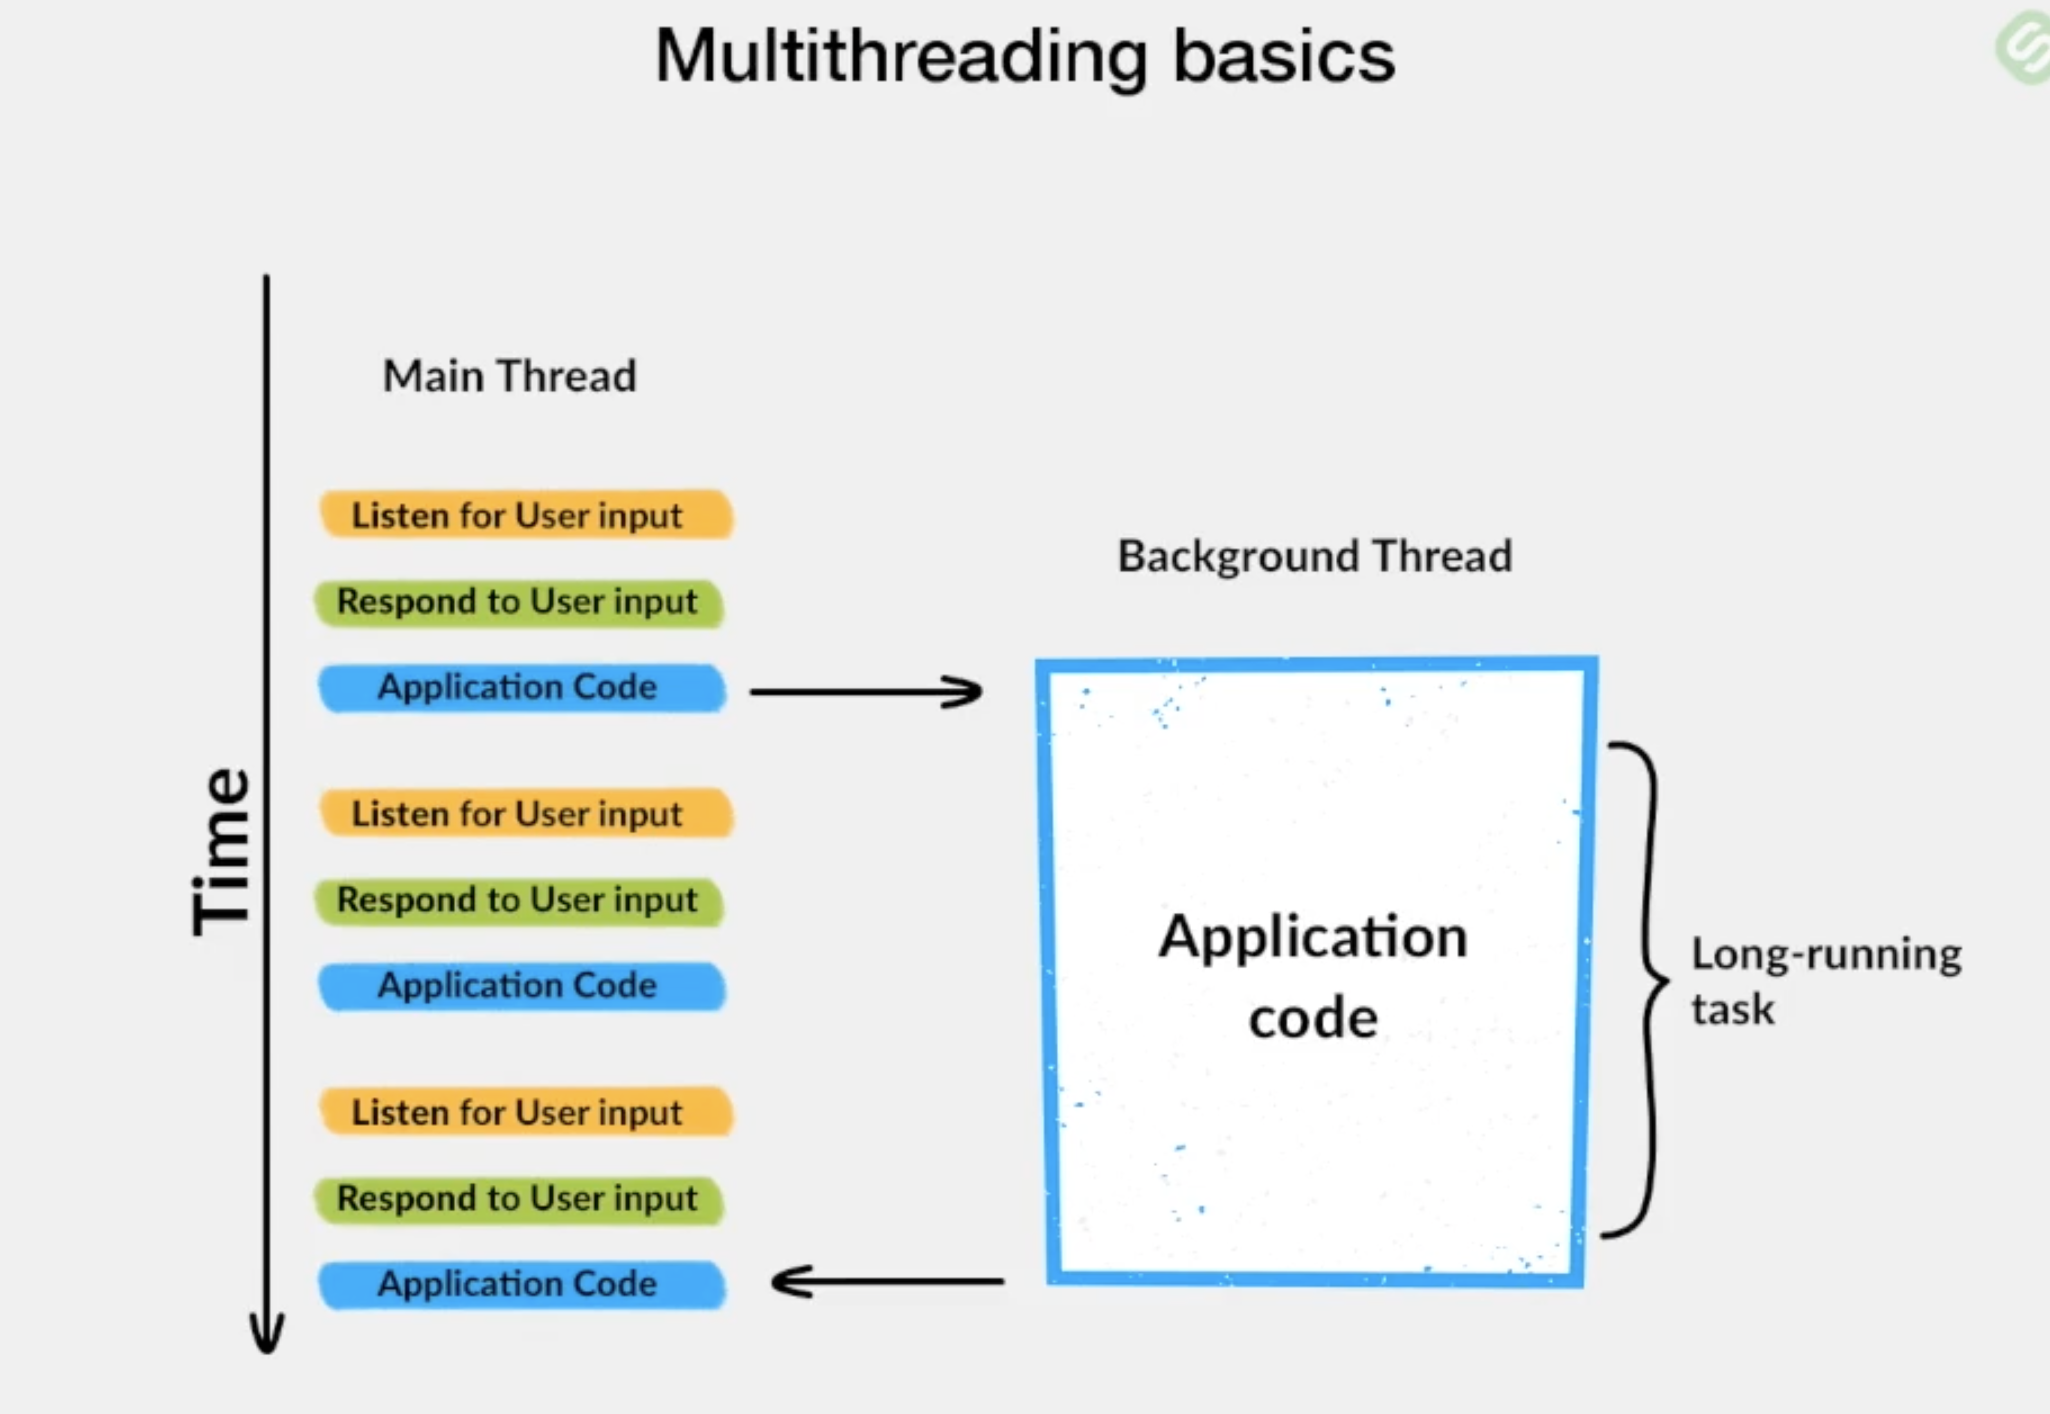 Multithreading basics
Main Thread
Listen for User input
Respond to User input
Application Code
Time
Listen for User input
Respond to User input
Application Code
Listen for User input
Respond to User input
Application Code
Background Thread
Application
code
Long-running
task